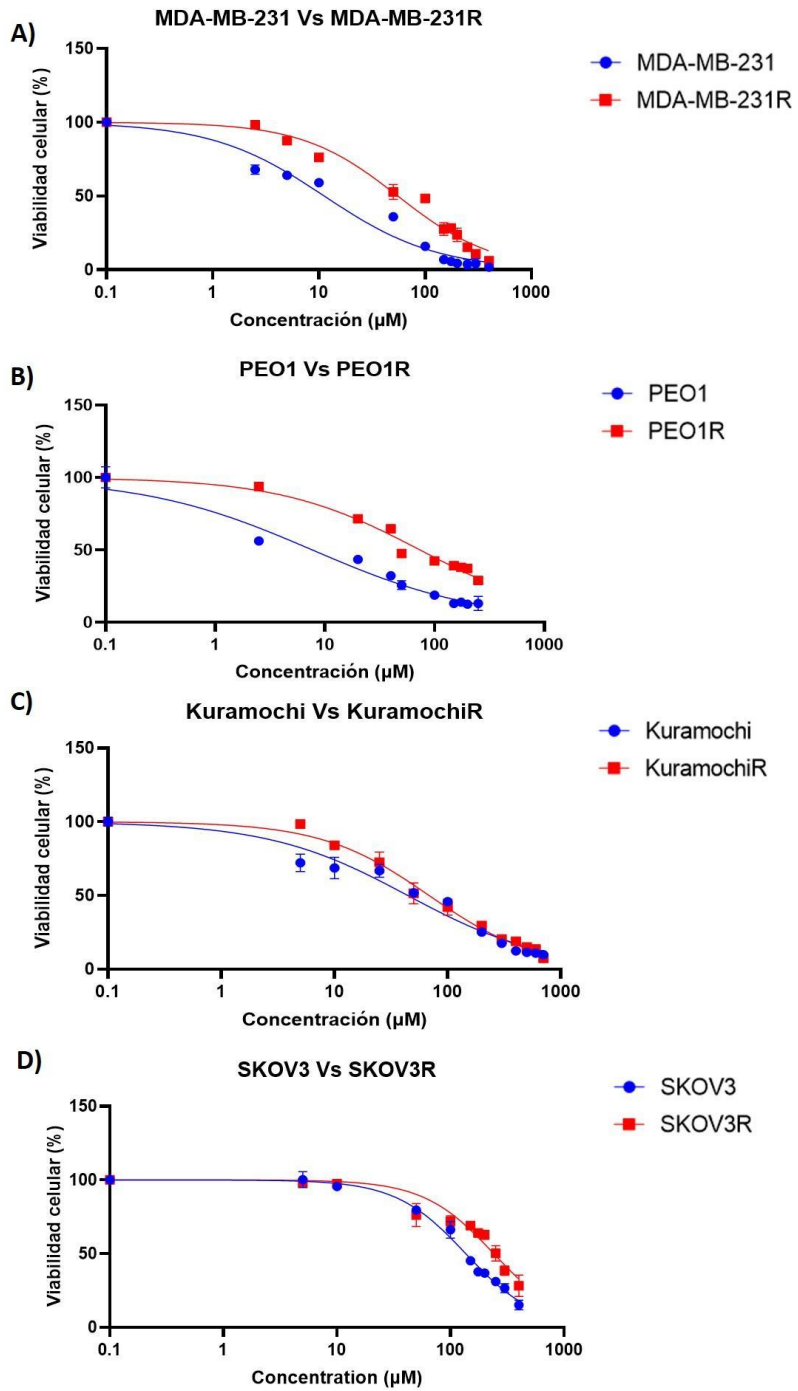 A)
MDA-MB-231 Vs MDA-MB-231R
150
100
50
0
Viabilidad celular (%)
0.1 1 10 100 1000
Concentración (µM)
MDA-MB-231
MDA-MB-231R
B)
PEO1 Vs PEO1R
150
100
50
0
Viabilidad celular (%)
0.1 1 10 100 1000
Concentración (µM)
PEO1
PEO1R
C)
Kuramochi Vs KuramochiR
150
100
50
0
Viabilidad celular (%)
0.1 1 10 100 1000
Concentración (µM)
Kuramochi
KuramochiR
D)
SKOV3 Vs SKOV3R
150
100
50
0
Viabilidad celular (%)
0.1 1 10 100 1000
Concentration (µM)
SKOV3
SKOV3R